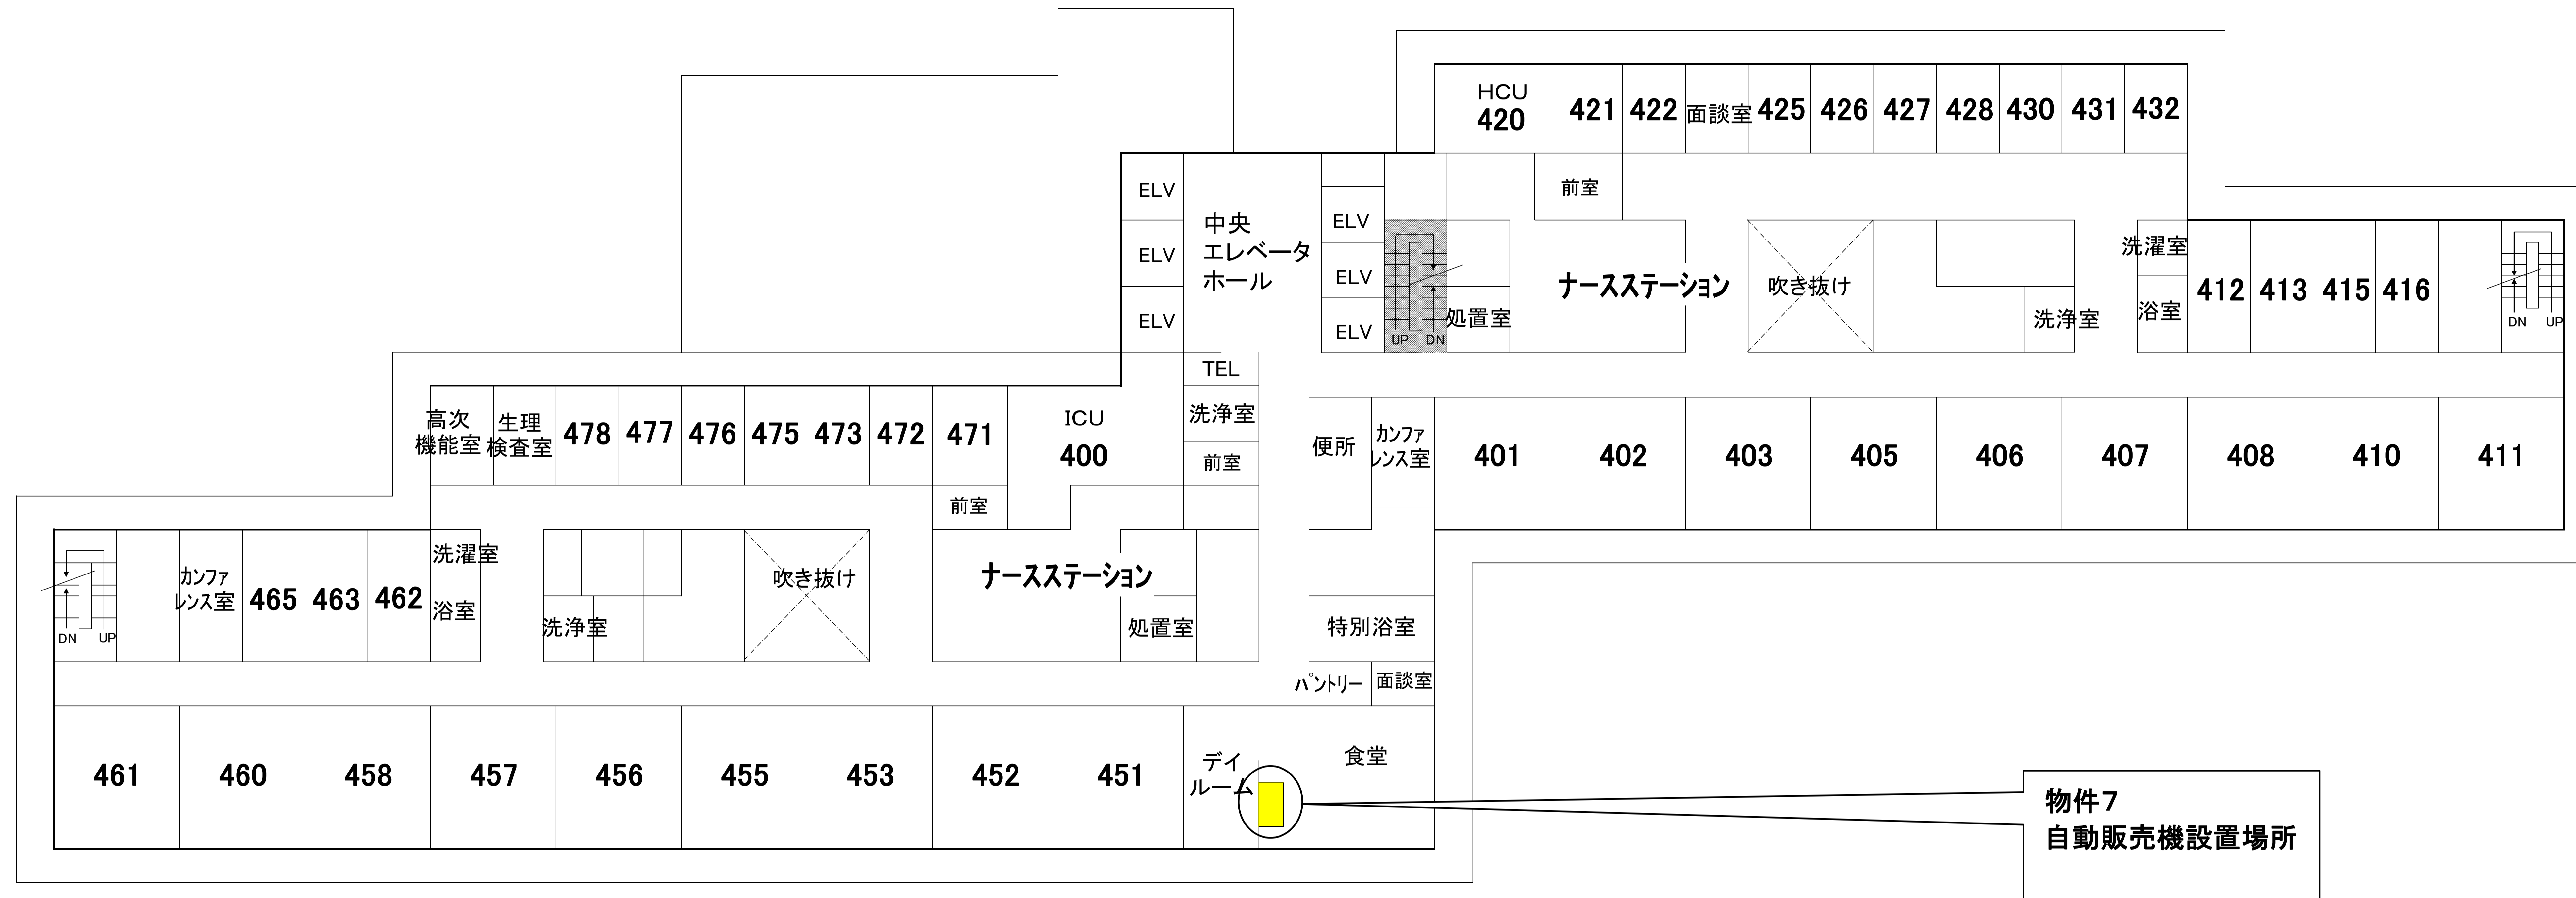 HCU
420
421
422
面談室
425
426
427
428
430
431
432
ELV
ELV
ELV
中央
エレベータ
ホール
ELV
ELV
ELV
UP
DN
前室
処置室
ナースステーション
吹き抜け
洗浄室
洗濯室
浴室
412
413
415
416
DN
UP
TEL
洗浄室
前室
高次
機能室
生理
検査室
478
477
476
475
473
472
471
ICU
400
前室
便所
カンファ
レンス室
401
402
403
405
406
407
408
410
411
DN
UP
カンファ
レンス室
465
463
462
洗濯室
浴室
洗浄室
吹き抜け
ナースステーション
処置室
特別浴室
パントリー
面談室
461
460
458
457
456
455
453
452
451
デイ
ルーム
食堂
物件7
自動販売機設置場所